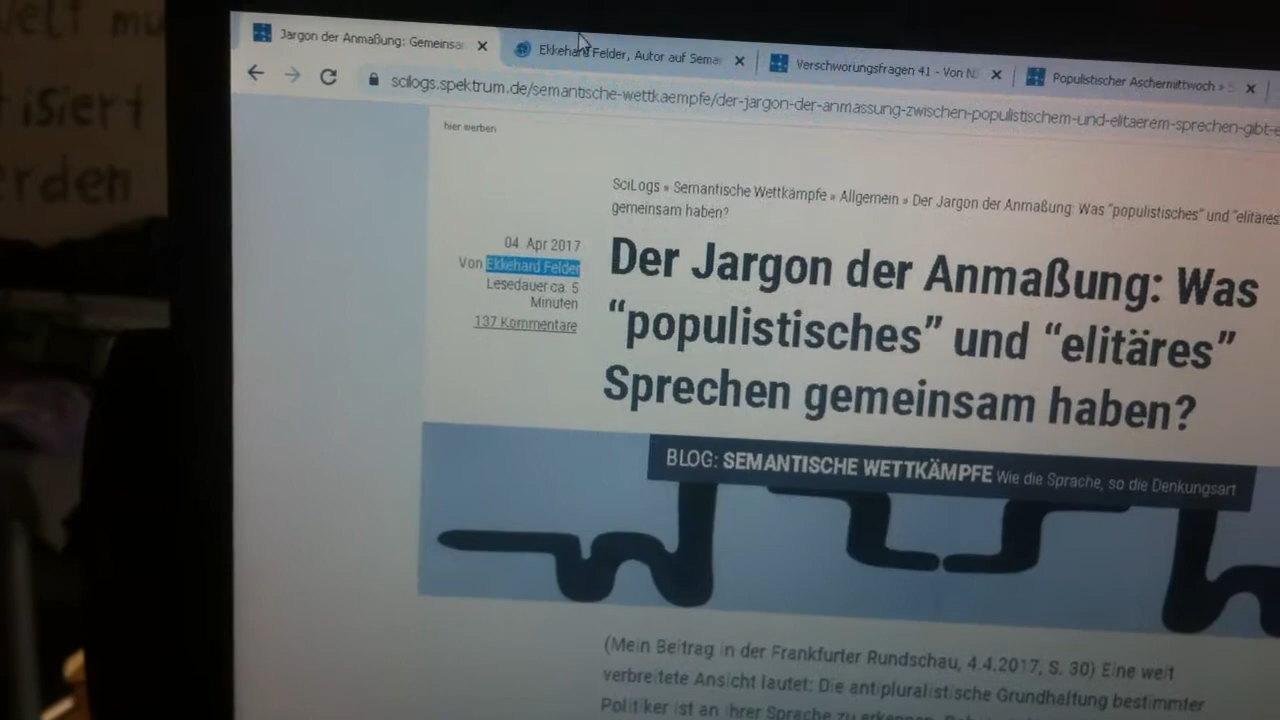 Welt mu
isiert
rden
Jargon der Anmaßung: Gemeinsa
Ekkehard Felder, Autor auf Sema
Verschwörungsfragen 41 - Von N
Populistischer Aschermittwoch » S
scilogs.spektrum.de/semantische-wettkaempfe/der-jargon-der-anmassung-zwischen-populistischem-und-elitaerem-sprechen-gibt-e
hier werben
SciLogs » Semantische Wettkämpfe » Allgemein » Der Jargon der Anmaßung: Was “populistisches” und “elitäres
gemeinsam haben?
04. Apr 2017
Von Ekkehard Felder
Lesedauer ca. 5
Minuten
137 Kommentare
Der Jargon der Anmaßung: Was
“populistisches” und “elitäres”
Sprechen gemeinsam haben?
BLOG: SEMANTISCHE WETTKÄMPFE Wie die Sprache, so die Denkungsart
(Mein Beitrag in der Frankfurter Rundschau, 4.4.2017, S. 30) Eine weit
verbreitete Ansicht lautet: Die antipluralistische Grundhaltung bestimmter
Politiker ist an ihrer Sprache zu erkennen.